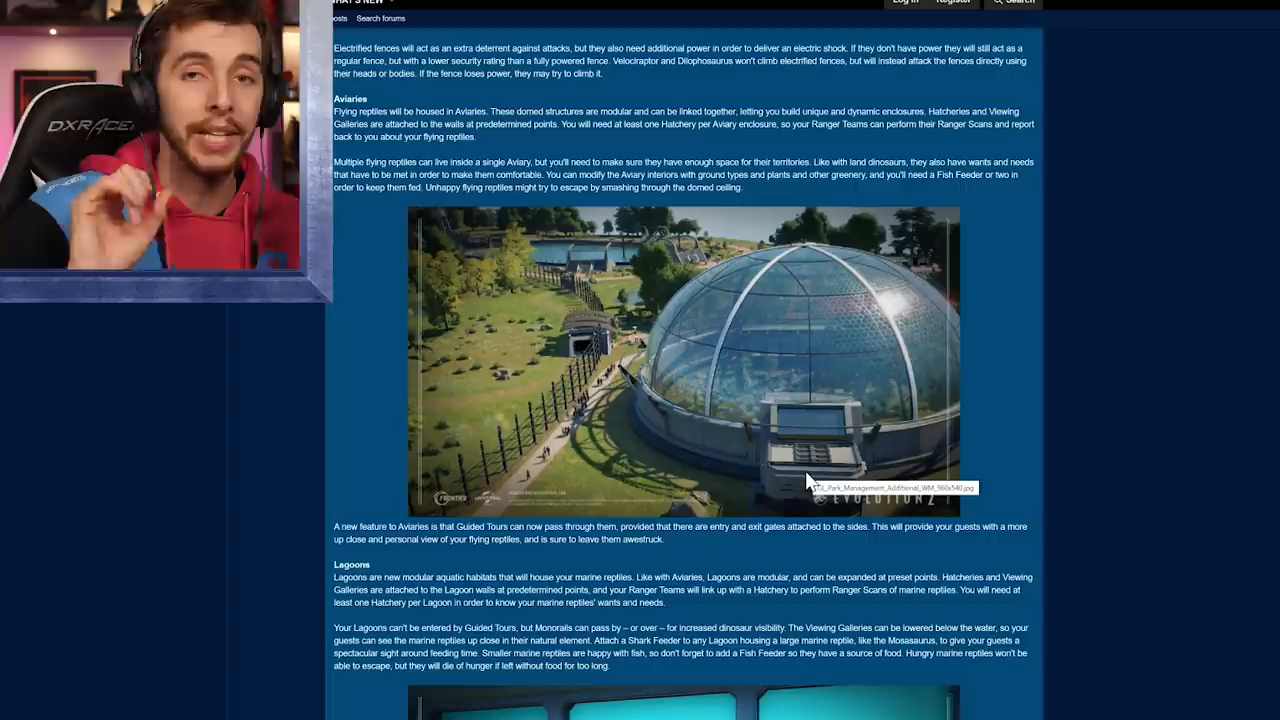 WHAT'S NEW
Log in Register Search
posts Search forums
DXRACER
Electrified fences will act as an extra deterrent against attacks, but they also need additional power in order to deliver an electric shock. If they don't have power they will still act as a
regular fence, but with a lower security rating than a fully powered fence. Velociraptor and Dilophosaurus won't climb electrified fences, but will instead attack the fences directly using
their heads or bodies. If the fence loses power, they may try to climb it.
Aviaries
Flying reptiles will be housed in Aviaries. These domed structures are modular and can be linked together, letting you build unique and dynamic enclosures. Hatcheries and Viewing
Galleries are attached to the walls at predetermined points. You will need at least one Hatchery per Aviary enclosure, so your Ranger Teams can perform their Ranger Scans and report
back to you about your flying reptiles.
Multiple flying reptiles can live inside a single Aviary, but you'll need to make sure they have enough space for their territories. Like with land dinosaurs, they also have wants and needs
that have to be met in order to make them comfortable. You can modify the Aviary interiors with ground types and plants and other greenery, and you'll need a Fish Feeder or two in
order to keep them fed. Unhappy flying reptiles might try to escape by smashing through the domed ceiling.
FRONTIER UNIVERSAL
_Park_Management_Additional_WM_960x540.jpg
EVOLUTION 2
A new feature to Aviaries is that Guided Tours can now pass through them, provided that there are entry and exit gates attached to the sides. This will provide your guests with a more
up close and personal view of your flying reptiles, and is sure to leave them awestruck.
Lagoons
Lagoons are new modular aquatic habitats that will house your marine reptiles. Like with Aviaries, Lagoons are modular, and can be expanded at preset points. Hatcheries and Viewing
Galleries are attached to the Lagoon walls at predetermined points, and your Ranger Teams will link up with a Hatchery to perform Ranger Scans of marine reptiles. You will need at
least one Hatchery per Lagoon in order to know your marine reptiles' wants and needs.
Your Lagoons can't be entered by Guided Tours, but Monorails can pass by – or over – for increased dinosaur visibility. The Viewing Galleries can be lowered below the water, so your
guests can see the marine reptiles up close in their natural element. Attach a Shark Feeder to any Lagoon housing a large marine reptile, like the Mosasaurus, to give your guests a
spectacular sight around feeding time. Smaller marine reptiles are happy with fish, so don't forget to add a Fish Feeder so they have a source of food. Hungry marine reptiles won't be
able to escape, but they will die of hunger if left without food for too long.